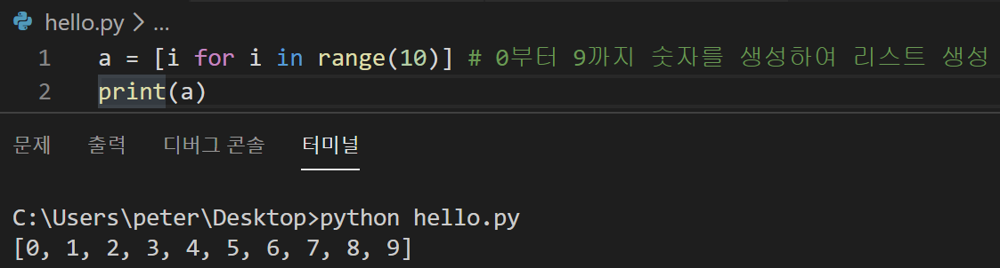 hello.py > ...
1 a = [i for i in range(10)] # 0부터 9까지 숫자를 생성하여 리스트 생성
2 print(a)
문제 출력 디버그 콘솔 터미널
C:\Users\peter\Desktop>python hello.py
[0, 1, 2, 3, 4, 5, 6, 7, 8, 9]